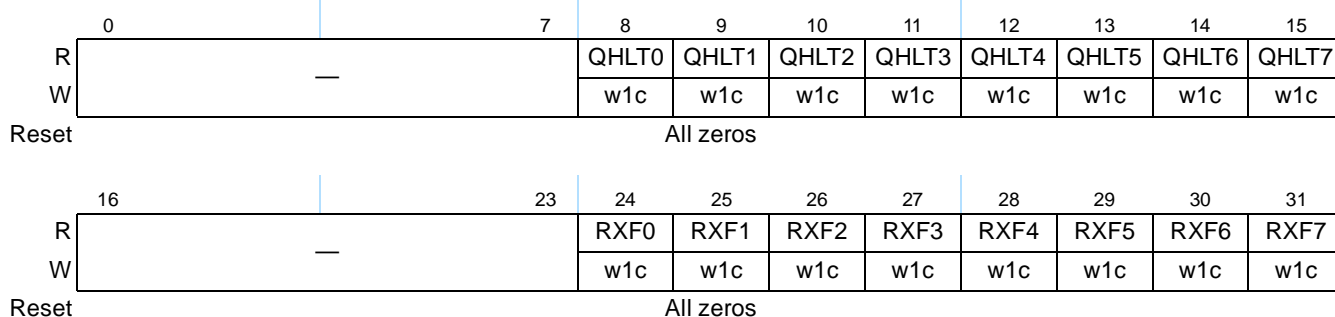 0 7 8 9 10 11 12 13 14 15
R — QHLT0 QHLT1 QHLT2 QHLT3 QHLT4 QHLT5 QHLT6 QHLT7
W w1c w1c w1c w1c w1c w1c w1c w1c
Reset All zeros
16 23 24 25 26 27 28 29 30 31
R — RXF0 RXF1 RXF2 RXF3 RXF4 RXF5 RXF6 RXF7
W w1c w1c w1c w1c w1c w1c w1c w1c
Reset All zeros